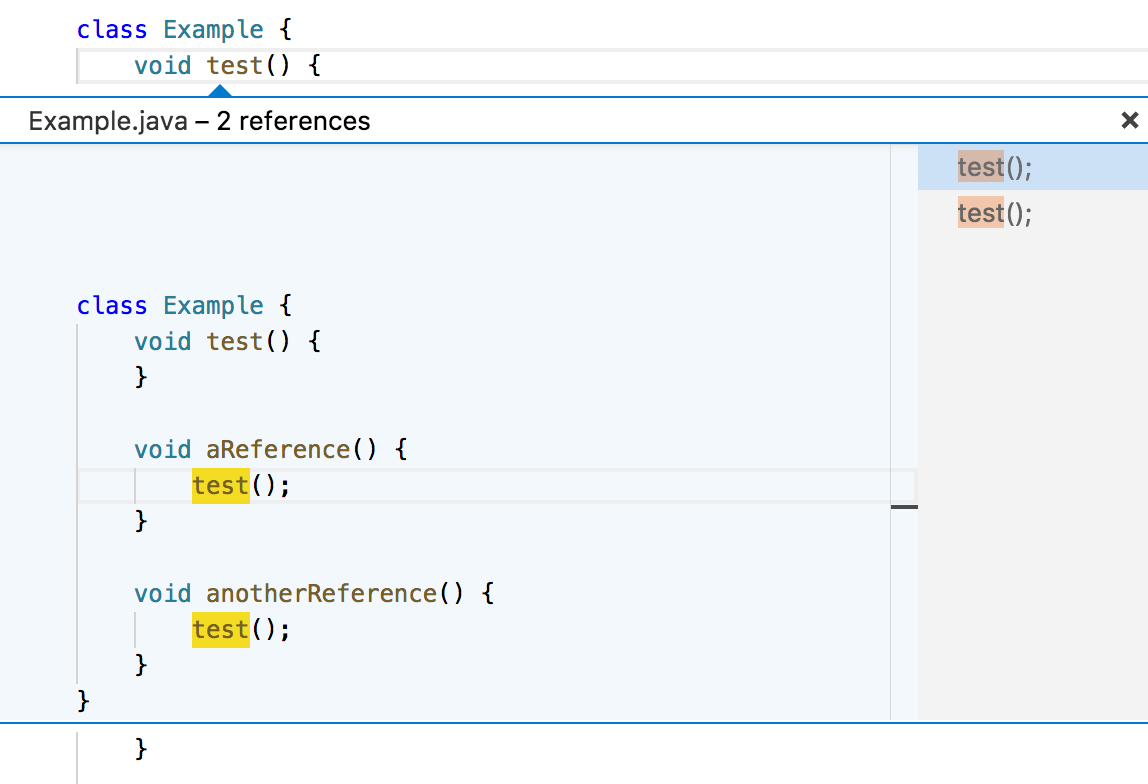 class Example {
    void test() {
Example.java – 2 references
test();
test();
class Example {
    void test() {
    }
    void aReference() {
        test();
    }
    void anotherReference() {
        test();
    }
}
    }